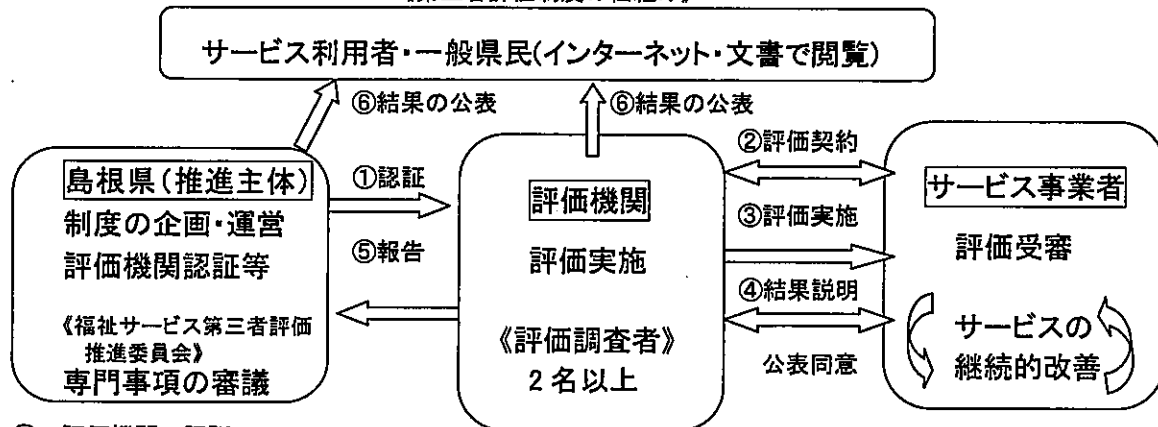 サービス利用者・一般県民(インターネット・文書で閲覧)
⑥結果の公表
⑥結果の公表
島根県(推進主体)
制度の企画・運営
評価機関認証等
《福祉サービス第三者評価
推進委員会》
専門事項の審議
①認証
⑤報告
評価機関
評価実施
《評価調査者》
2名以上
②評価契約
③評価実施
④結果説明
公表同意
サービス事業者
評価受審
サービスの
継続的改善